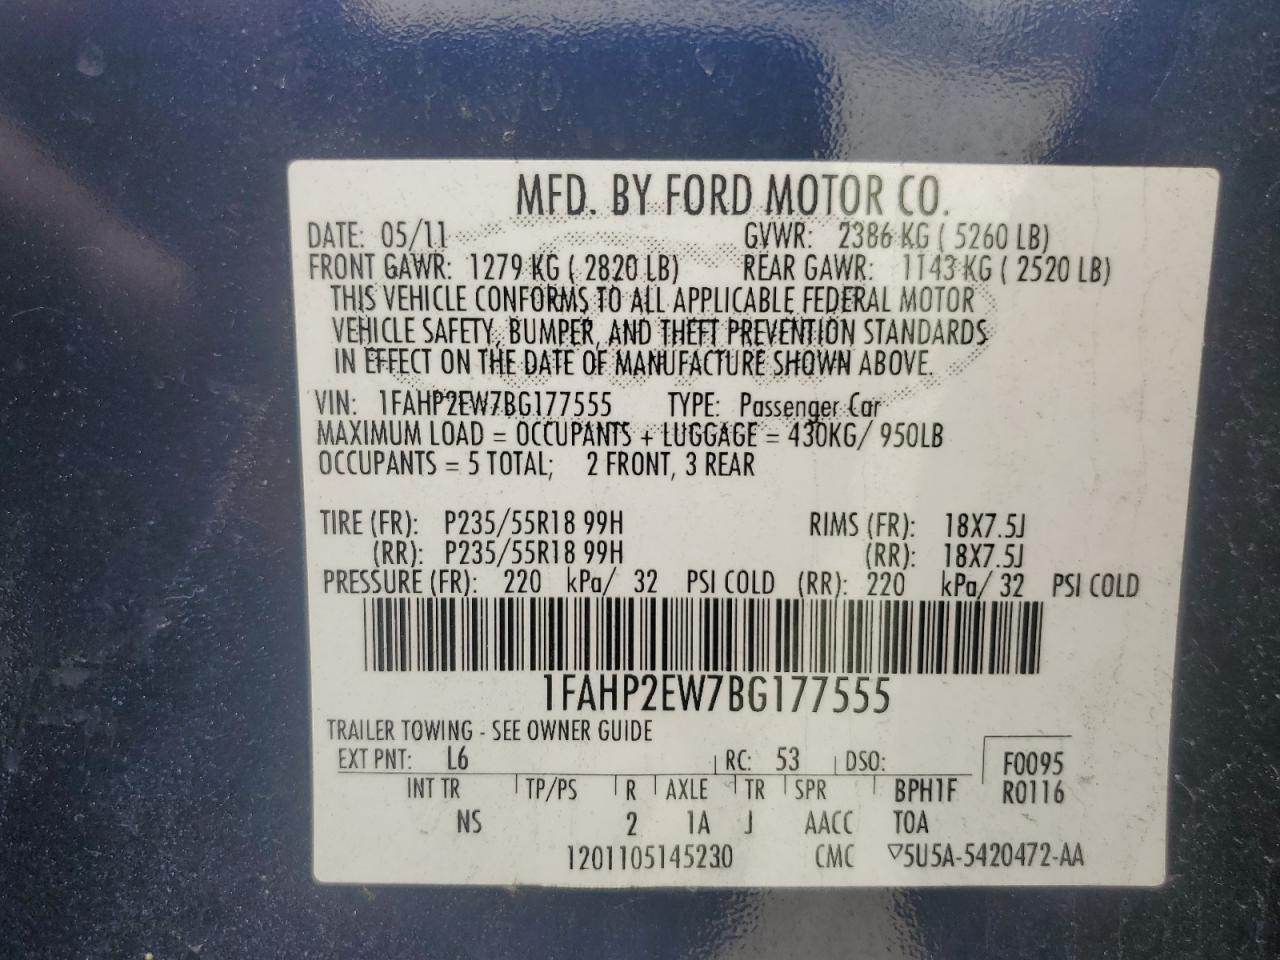 MFD. BY FORD MOTOR CO.
DATE: 05/11 GVWR: 2386 KG ( 5260 LB)
FRONT GAWR: 1279 KG ( 2820 LB) REAR GAWR: 1143 KG ( 2520 LB)
THIS VEHICLE CONFORMS TO ALL APPLICABLE FEDERAL MOTOR
VEHICLE SAFETY, BUMPER, AND THEFT PREVENTION STANDARDS
IN EFFECT ON THE DATE OF MANUFACTURE SHOWN ABOVE.
VIN: 1FAHP2EW7BG177555 TYPE: Passenger Car
MAXIMUM LOAD = OCCUPANTS + LUGGAGE = 430KG/ 950LB
OCCUPANTS = 5 TOTAL; 2 FRONT, 3 REAR
TIRE (FR): P235/55R18 99H RIMS (FR): 18X7.5J
(RR): P235/55R18 99H (RR): 18X7.5J
PRESSURE (FR): 220 kPa/ 32 PSI COLD (RR): 220 kPa/ 32 PSI COLD
1FAHP2EW7BG177555
TRAILER TOWING - SEE OWNER GUIDE
EXT PNT: L6 RC: 53 DSO: F0095
INT TR TP/PS R AXLE TR SPR BPH1F R0116
NS 2 1A J AACC TOA
1201105145230 CMC ▽5U5A-5420472-AA